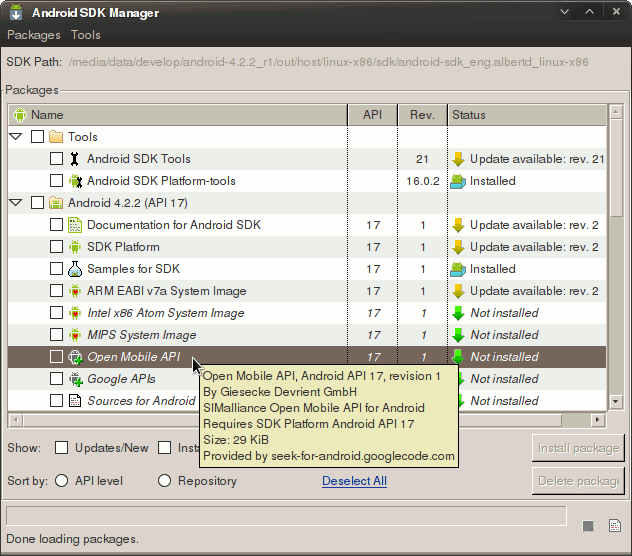 Android SDK Manager
Packages Tools
SDK Path: /media/data/develop/android-4.2.2_r1/out/host/linux-x86/sdk/android-sdk_eng.albertd_linux-x86
Packages
Name API Rev. Status
Tools
Android SDK Tools 21 Update available: rev. 21
Android SDK Platform-tools 16.0.2 Installed
Android 4.2.2 (API 17)
Documentation for Android SDK 17 1 Update available: rev. 2
SDK Platform 17 1 Update available: rev. 2
Samples for SDK 17 1 Installed
ARM EABI v7a System Image 17 1 Update available: rev. 2
Intel x86 Atom System Image 17 1 Not installed
MIPS System Image 17 1 Not installed
Open Mobile API 17 1 Not installed
Google APIs Not installed
Sources for Android Not installed
Open Mobile API, Android API 17, revision 1
By Giesecke Devrient GmbH
SIMalliance Open Mobile API for Android
Requires SDK Platform Android API 17
Size: 29 KiB
Provided by seek-for-android.googlecode.com
Show: Updates/New Install package
Sort by: API level Repository Deselect All Delete package
Done loading packages.